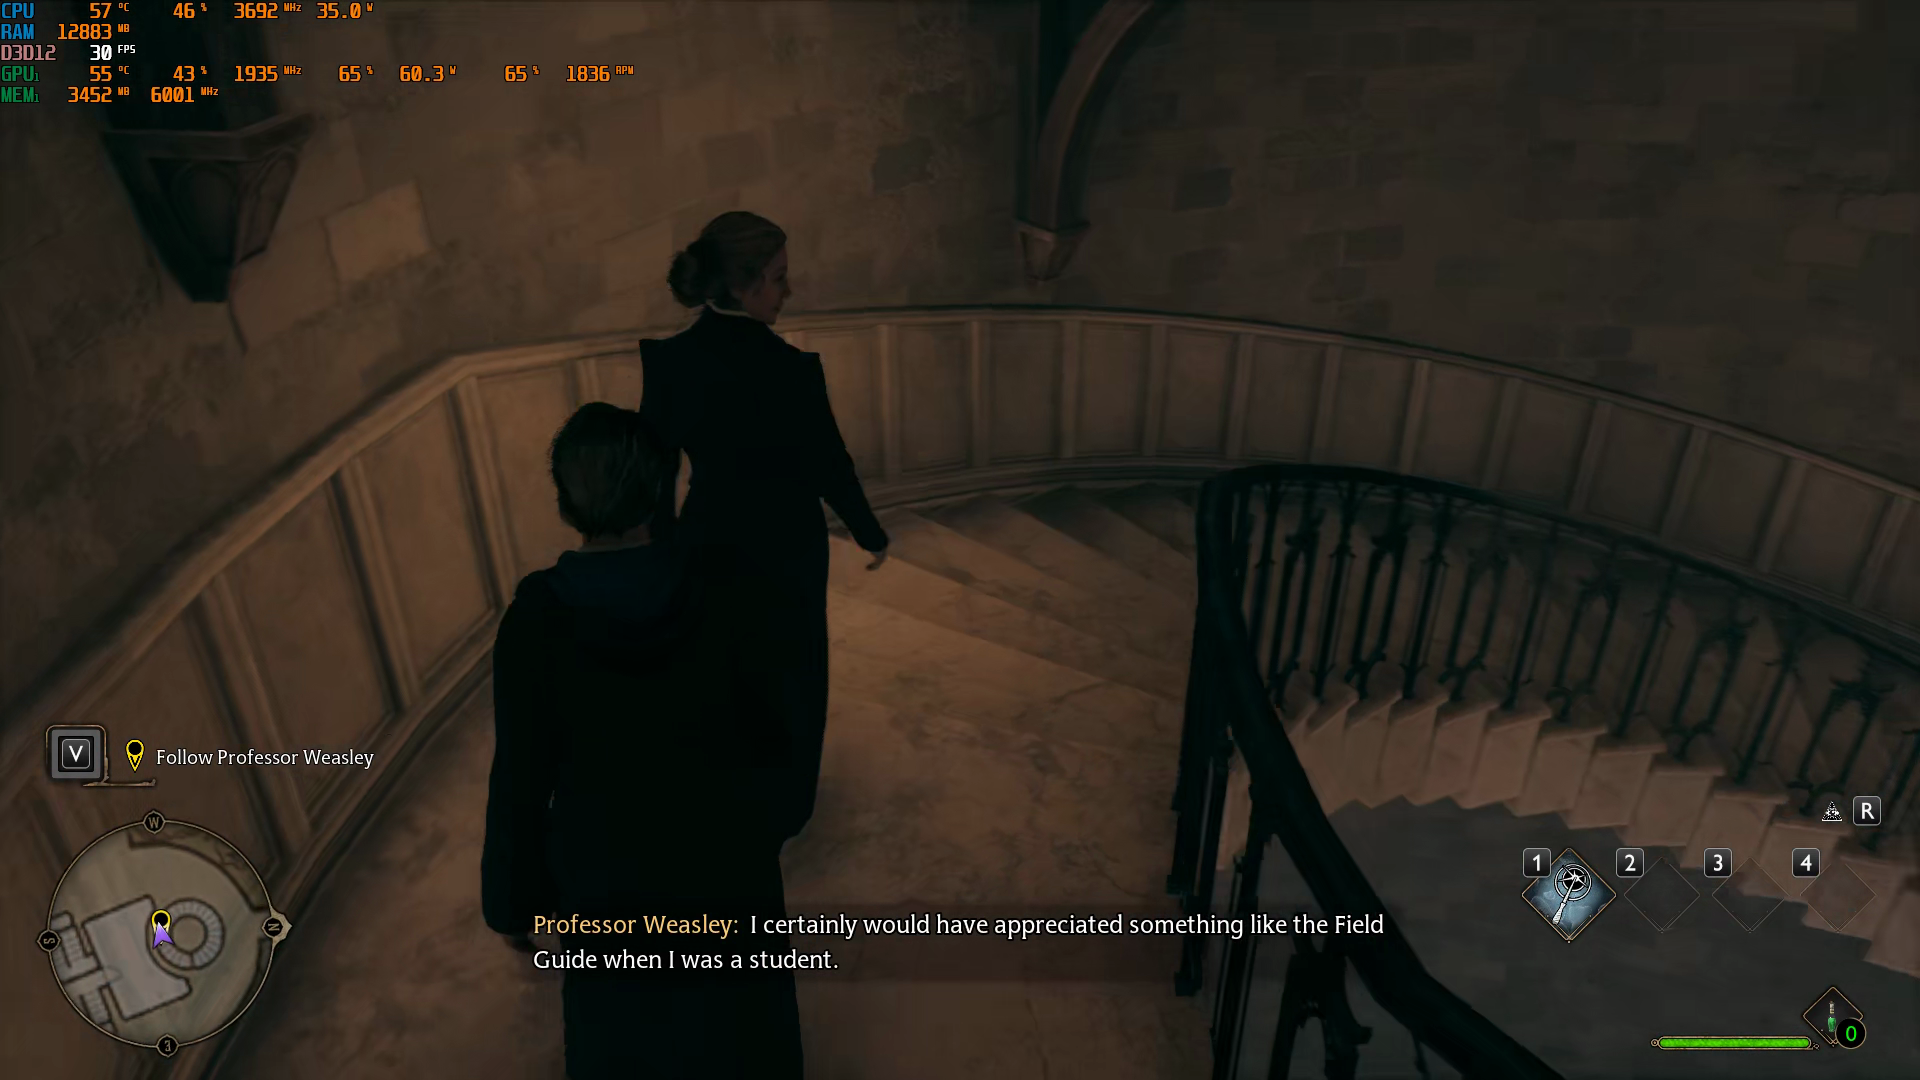 CPU 57 °C 46 % 3692 MHz 35.0 W
RAM 12883 MB
D3D12 30 FPS
GPU1 55 °C 43 % 1935 MHz 65 % 60.3 W 65 % 1836 RPM
MEM1 3452 MB 6001 MHz
V Follow Professor Weasley
W
N
S
E
R
1 2 3 4
Professor Weasley: I certainly would have appreciated something like the Field
Guide when I was a student.
0